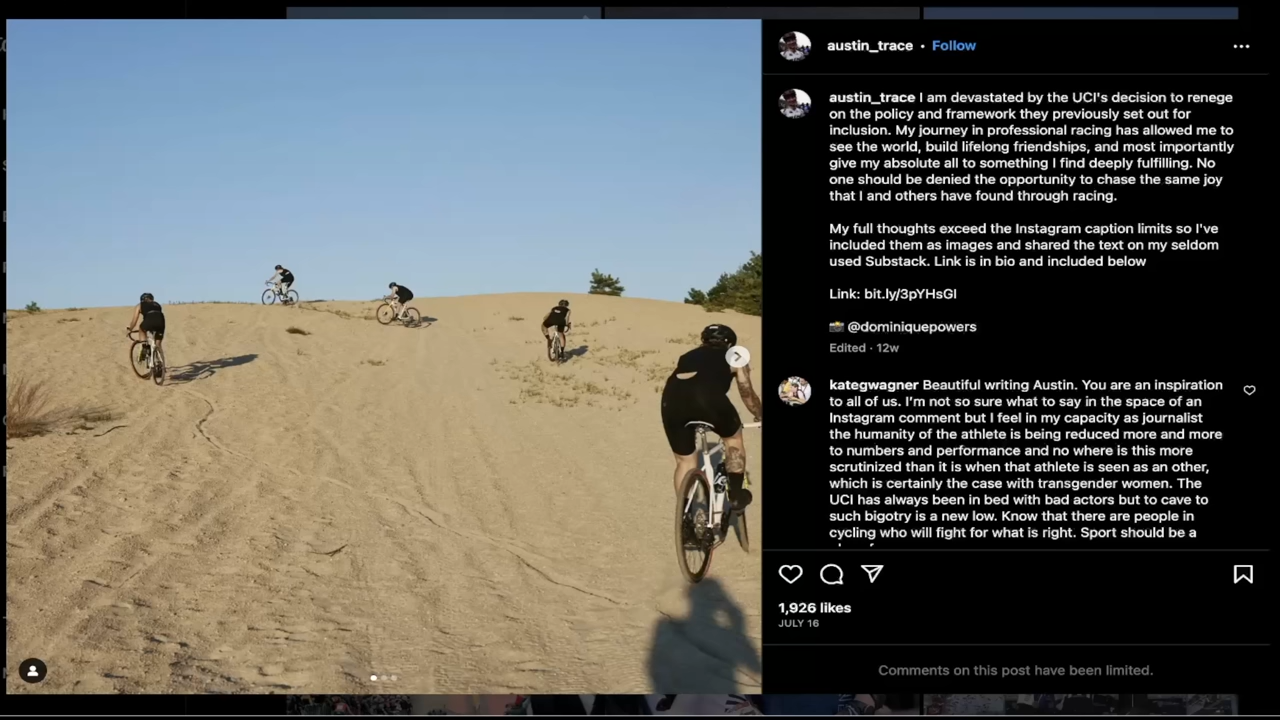 austin_trace • Follow
austin_trace I am devastated by the UCI's decision to renege
on the policy and framework they previously set out for
inclusion. My journey in professional racing has allowed me to
see the world, build lifelong friendships, and most importantly
give my absolute all to something I find deeply fulfilling. No
one should be denied the opportunity to chase the same joy
that I and others have found through racing.
My full thoughts exceed the Instagram caption limits so I've
included them as images and shared the text on my seldom
used Substack. Link is in bio and included below
Link: bit.ly/3pYHsGl
📸 @dominiquepowers
Edited · 12w
kategwagner Beautiful writing Austin. You are an inspiration
to all of us. I'm not so sure what to say in the space of an
Instagram comment but I feel in my capacity as journalist
the humanity of the athlete is being reduced more and more
to numbers and performance and no where is this more
scrutinized than it is when that athlete is seen as an other,
which is certainly the case with transgender women. The
UCI has always been in bed with bad actors but to cave to
such bigotry is a new low. Know that there are people in
cycling who will fight for what is right. Sport should be a
1,926 likes
JULY 16
Comments on this post have been limited.